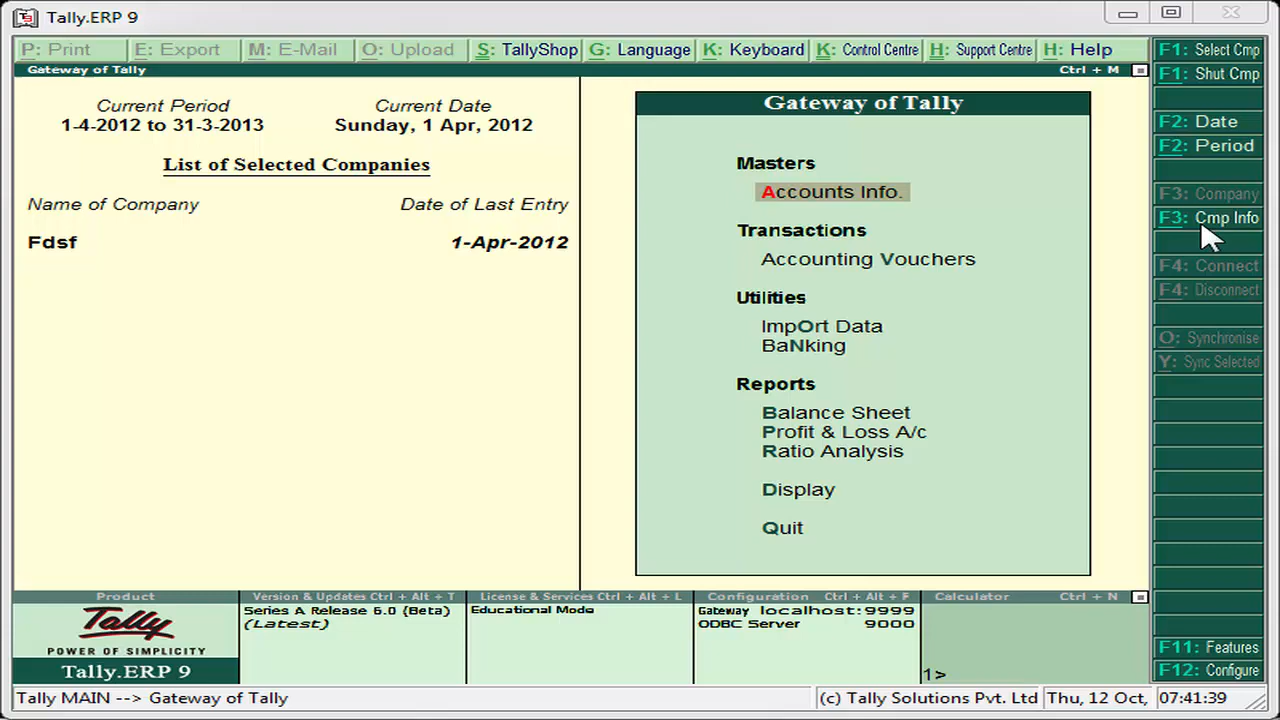 Tally.ERP 9
P: Print E: Export M: E-Mail O: Upload S: TallyShop G: Language K: Keyboard K: Control Centre H: Support Centre H: Help
Gateway of Tally Ctrl + M
Current Period Current Date
1-4-2012 to 31-3-2013 Sunday, 1 Apr, 2012
List of Selected Companies
Name of Company Date of Last Entry
Fdsf 1-Apr-2012
Gateway of Tally
Masters
Accounts Info.
Transactions
Accounting Vouchers
Utilities
ImpOrt Data
BaNking
Reports
Balance Sheet
Profit & Loss A/c
Ratio Analysis
Display
Quit
F1: Select Cmp
F1: Shut Cmp
F2: Date
F2: Period
F3: Company
F3: Cmp Info
F4: Connect
F4: Disconnect
O: Synchronise
Y: Sync Selected
F11: Features
F12: Configure
Product
Tally
POWER OF SIMPLICITY
Tally.ERP 9
Version & Updates Ctrl + Alt + T
Series A Release 6.0 (Beta)
(Latest)
License & Services Ctrl + Alt + L
Educational Mode
Configuration Ctrl + Alt + F
Gateway localhost:9999
ODBC Server 9000
Calculator Ctrl + N
1>
Tally MAIN --> Gateway of Tally (c) Tally Solutions Pvt. Ltd Thu, 12 Oct, 07:41:39